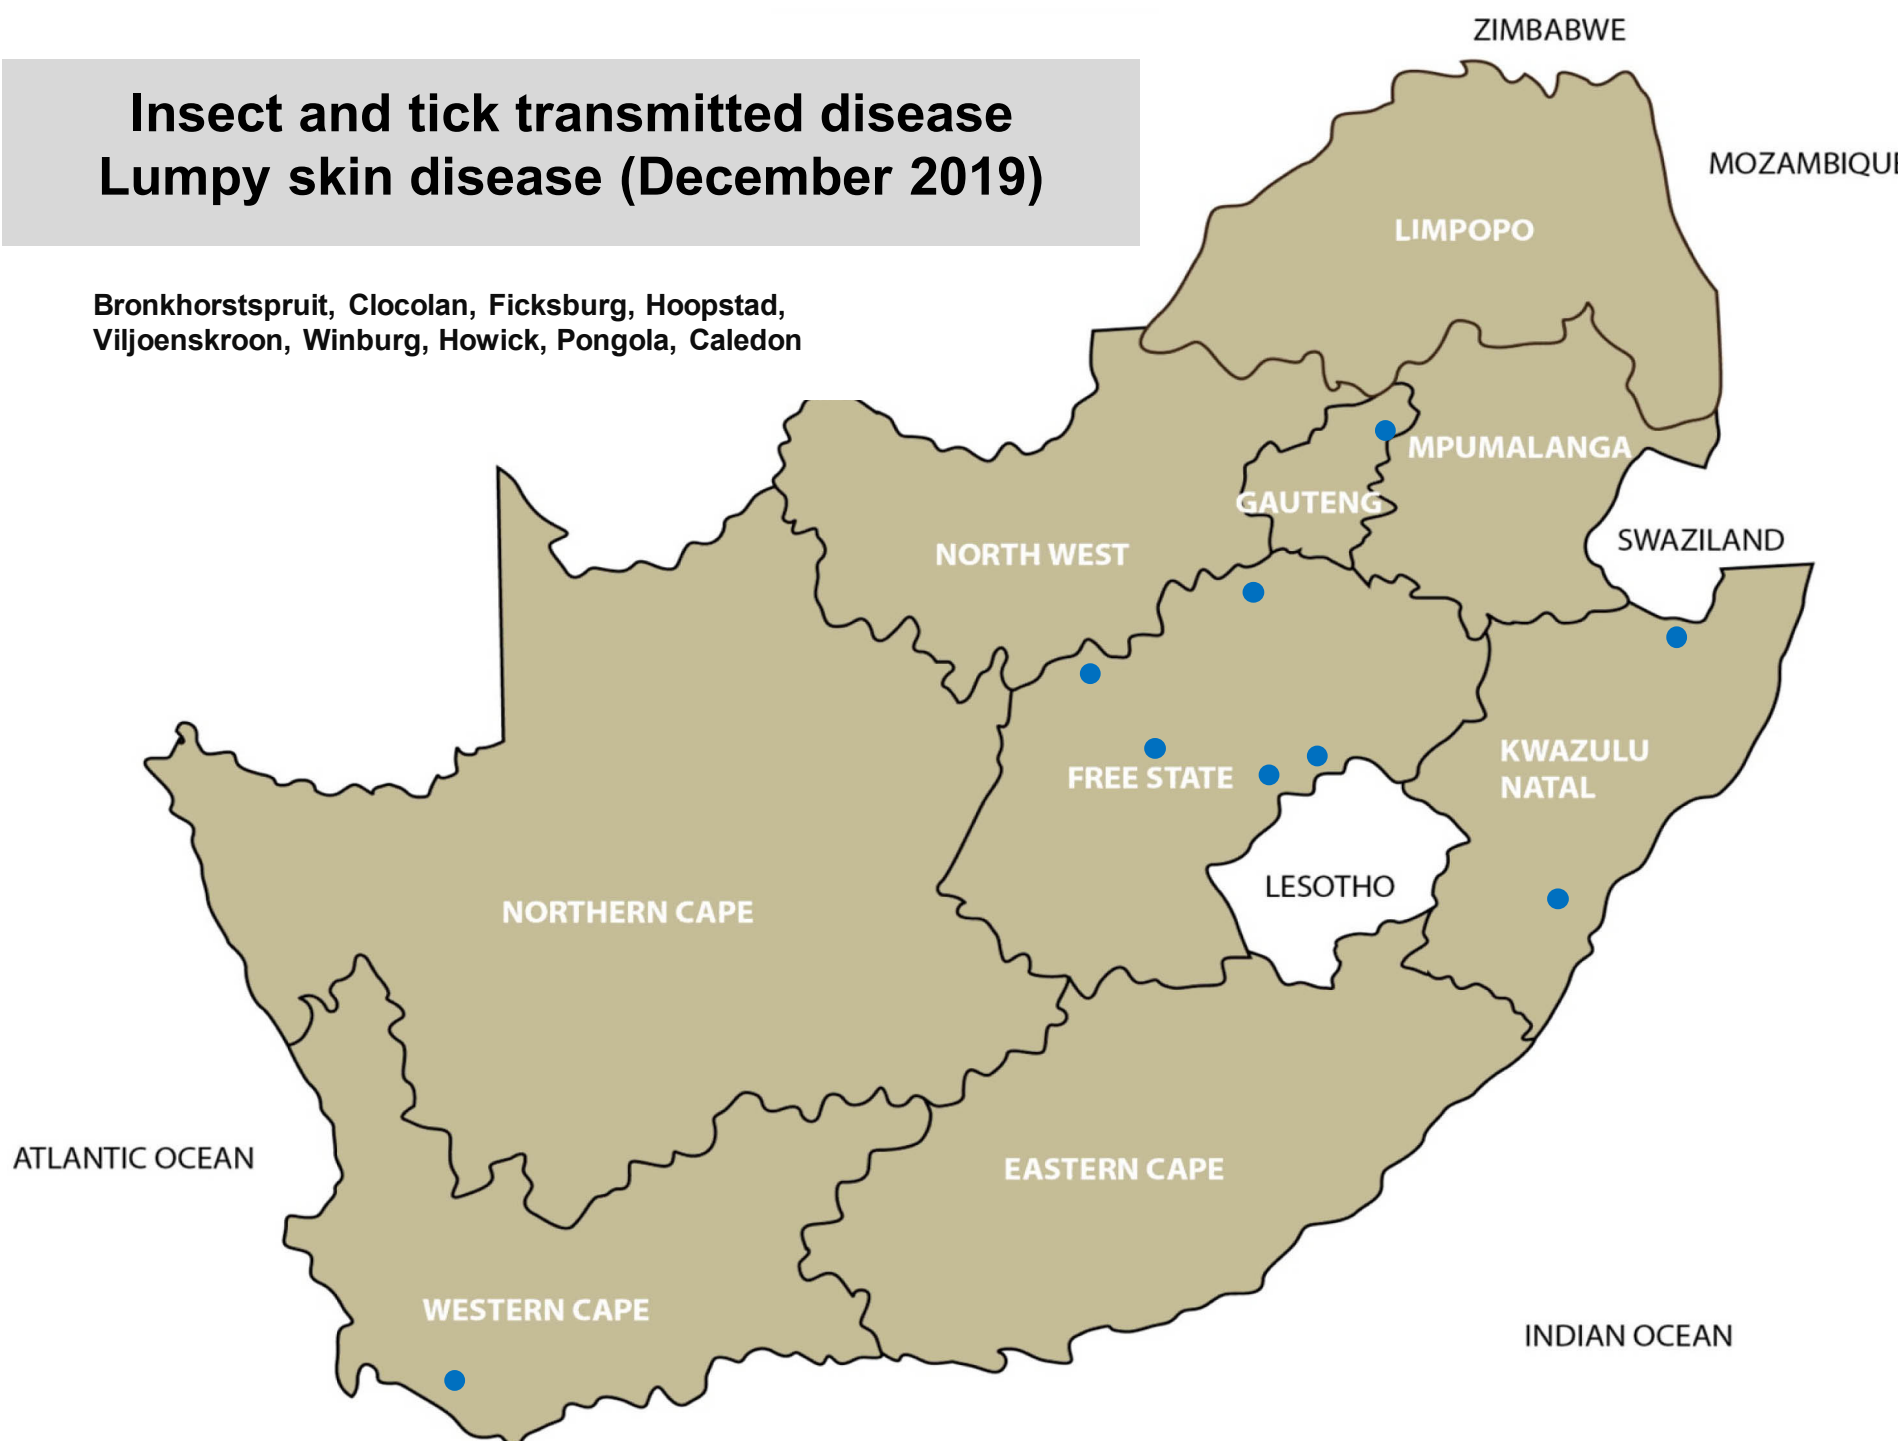 ZIMBABWE
Insect and tick transmitted disease
Lumpy skin disease (December 2019)
MOZAMBIQUE
LIMPOPO
Bronkhorstspruit, Clocolan, Ficksburg, Hoopstad,
Viljoenskroon, Winburg, Howick, Pongola, Caledon
MPUMALANGA
GAUTENG
SWAZILAND
NORTH WEST
KWAZULU
NATAL
FREE STATE
LESOTHO
NORTHERN CAPE
ATLANTIC OCEAN
EASTERN CAPE
WESTERN CAPE
INDIAN OCEAN